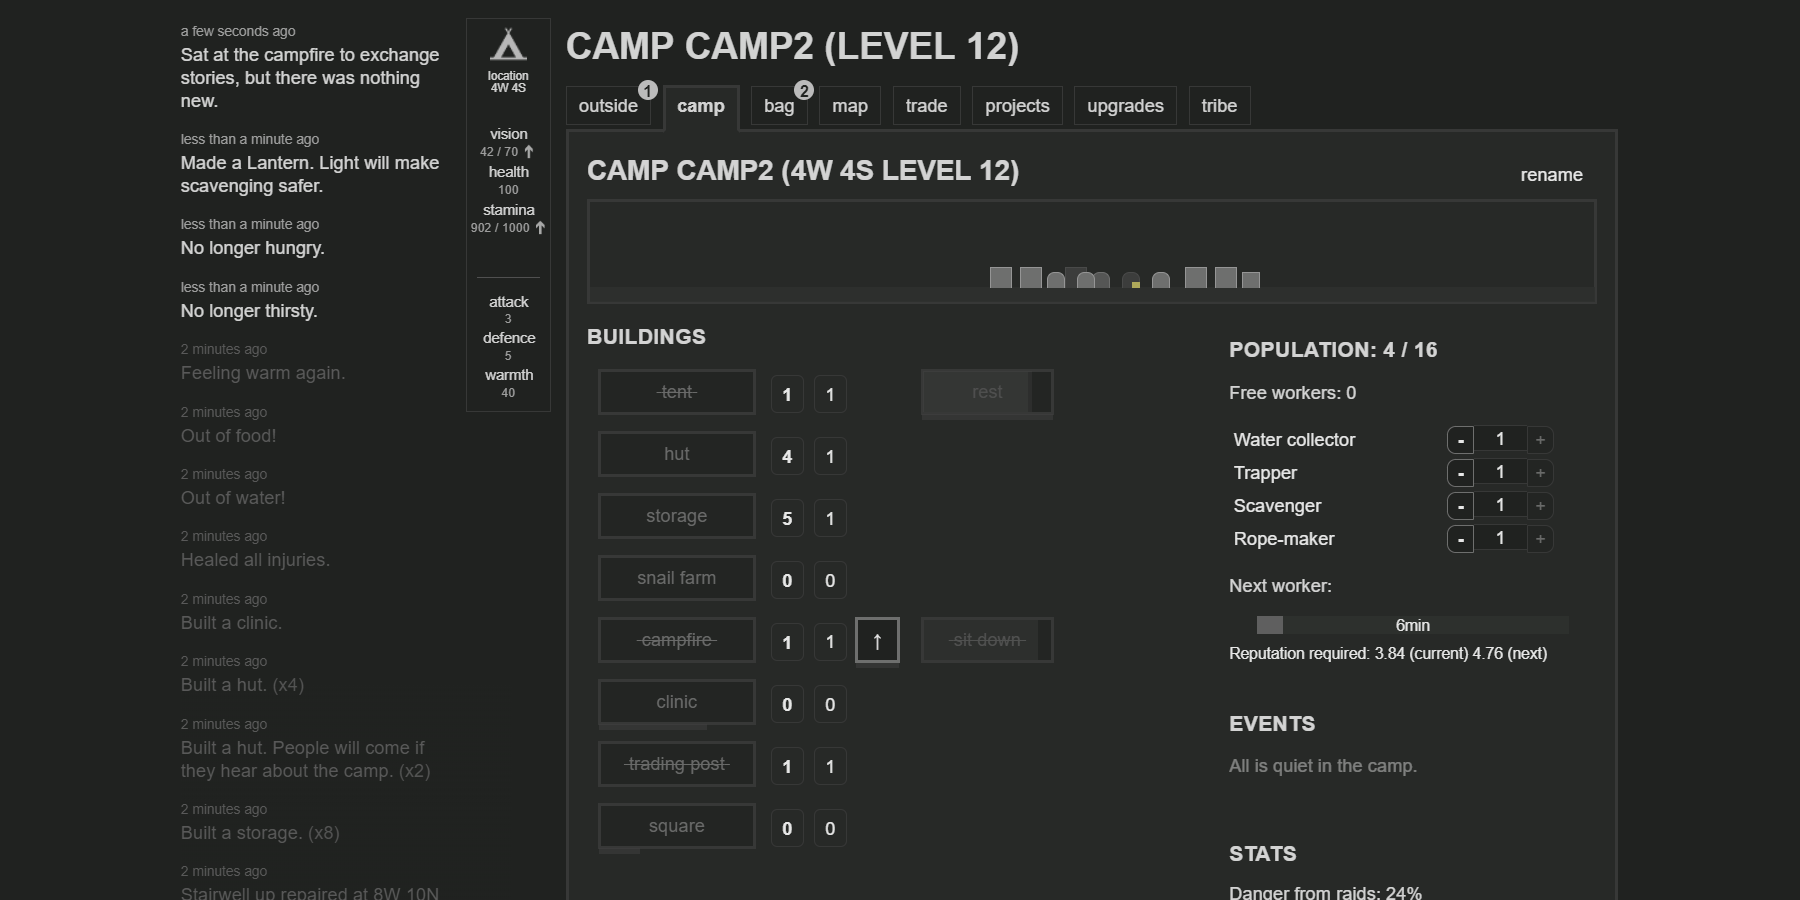 a few seconds ago
Sat at the campfire to exchange
stories, but there was nothing
new.
less than a minute ago
Made a Lantern. Light will make
scavenging safer.
less than a minute ago
No longer hungry.
less than a minute ago
No longer thirsty.
2 minutes ago
Feeling warm again.
2 minutes ago
Out of food!
2 minutes ago
Out of water!
2 minutes ago
Healed all injuries.
2 minutes ago
Built a clinic.
2 minutes ago
Built a hut. (x4)
2 minutes ago
Built a hut. People will come if
they hear about the camp. (x2)
2 minutes ago
Built a storage. (x8)
2 minutes ago
Stairwell up repaired at 8W 10N
location
4W 4S
vision
42 / 70 ↑
health
100
stamina
902 / 1000 ↑
attack
3
defence
5
warmth
40
CAMP CAMP2 (LEVEL 12)
outside 1 camp bag 2 map trade projects upgrades tribe
CAMP CAMP2 (4W 4S LEVEL 12)
rename
BUILDINGS
tent 1 1 rest
hut 4 1
storage 5 1
snail farm 0 0
campfire 1 1 ↑ sit down
clinic 0 0
trading post 1 1
square 0 0
POPULATION: 4 / 16
Free workers: 0
Water collector - 1 +
Trapper - 1 +
Scavenger - 1 +
Rope-maker - 1 +
Next worker:
6min
Reputation required: 3.84 (current) 4.76 (next)
EVENTS
All is quiet in the camp.
STATS
Danger from raids: 24%